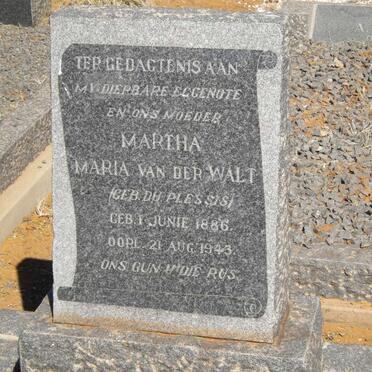 TER GEDAGTENIS AAN
MY DIERBARE EGGENOTE
EN ONS MOEDER
MARTHA
MARIA VAN DER WALT
(GEB. DU PLESSIS)
GEB. 1 JUNIE 1886
OORL. 21 AUG. 1943.
ONS GUN U DIE RUS.